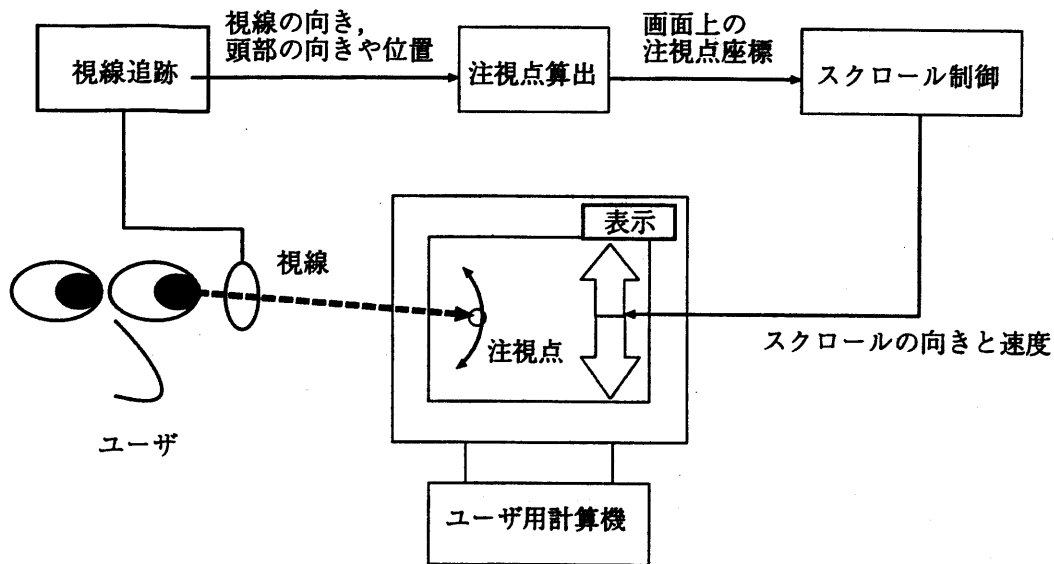 視線追跡
視線の向き,
頭部の向きや位置
注視点算出
画面上の
注視点座標
スクロール制御
表示
視線
注視点
スクロールの向きと速度
ユーザ
ユーザ用計算機